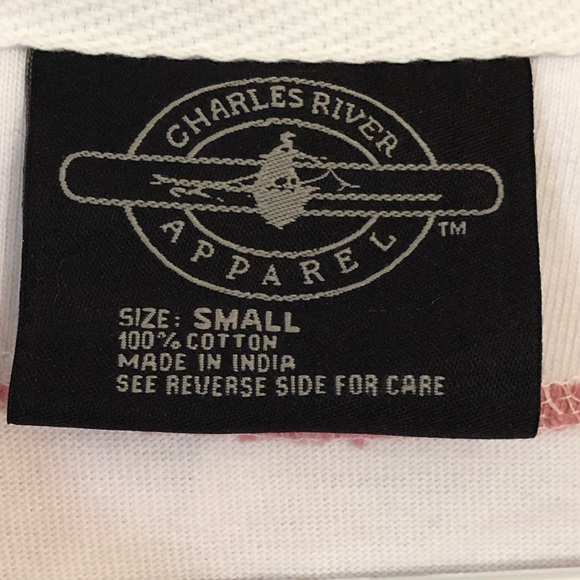 CHARLES RIVER
APPAREL
TM
SIZE: SMALL
100% COTTON
MADE IN INDIA
SEE REVERSE SIDE FOR CARE